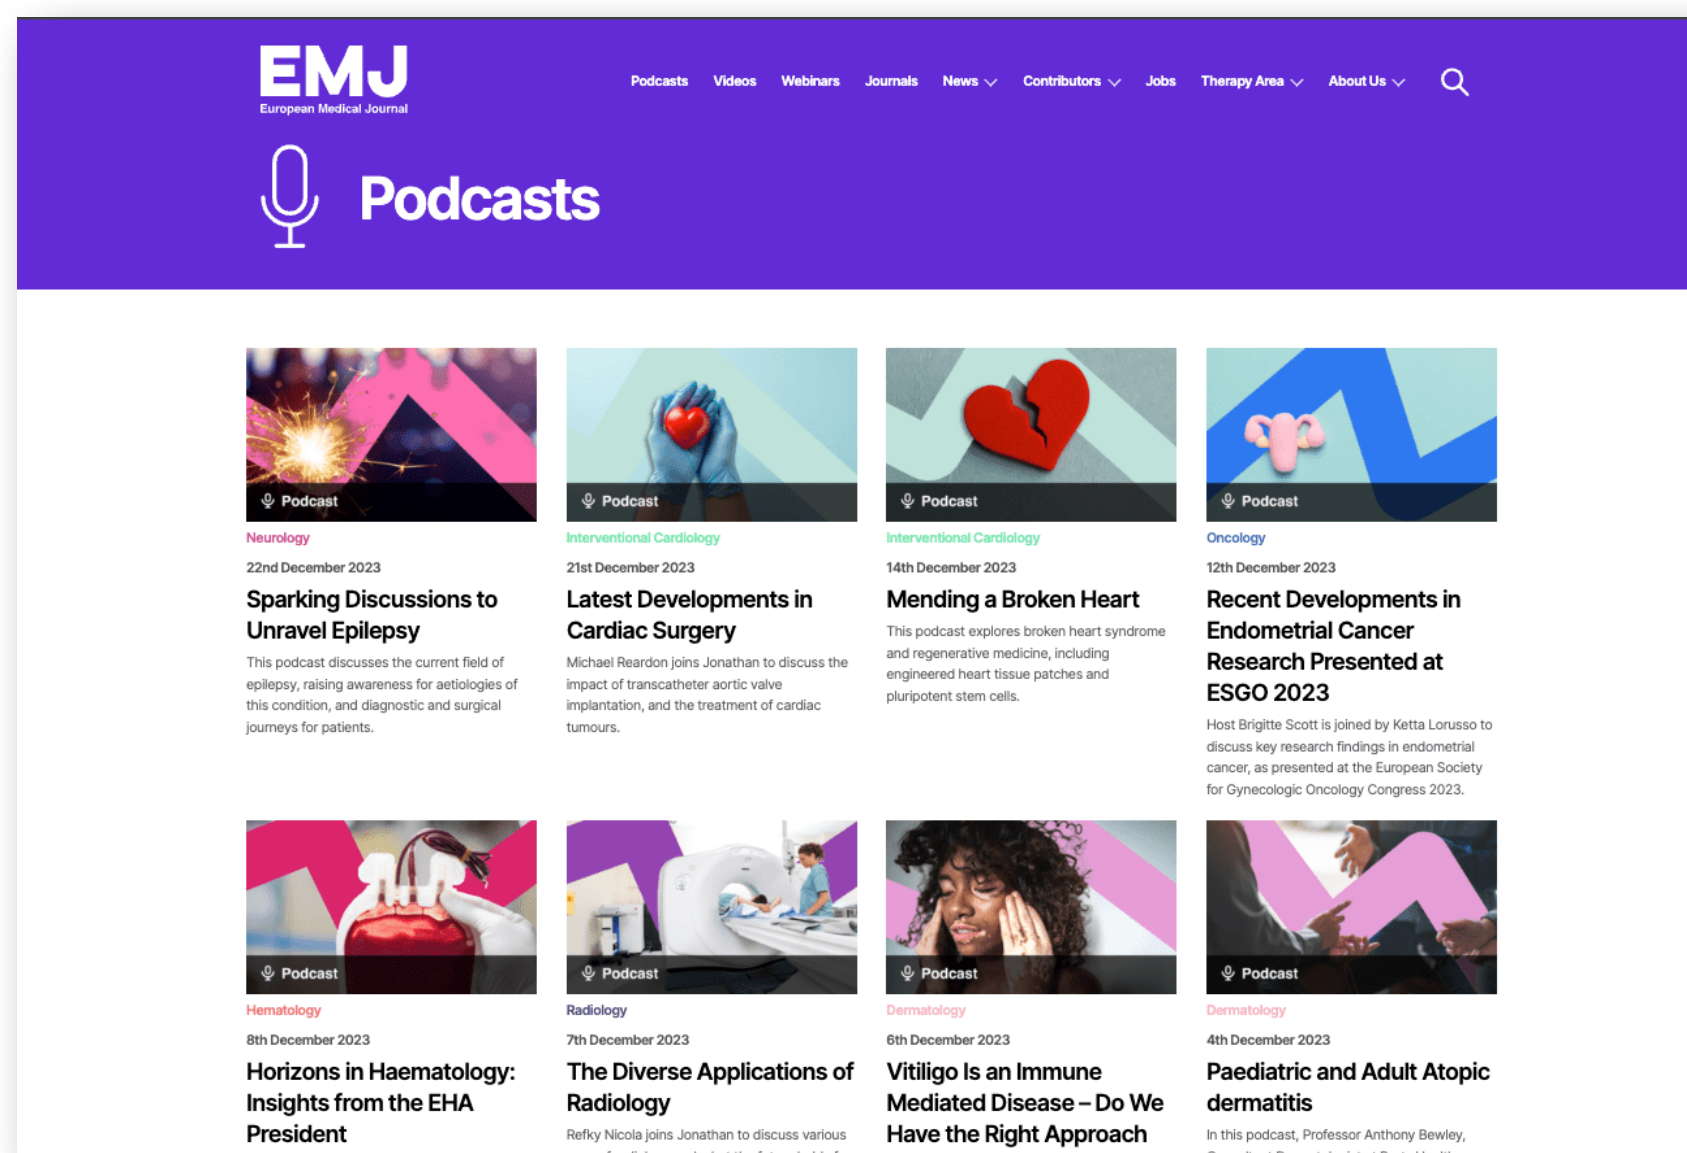 EMJ
European Medical Journal
Podcasts Videos Webinars Journals News Contributors Jobs Therapy Area About Us
Podcasts
Podcast
Neurology
22nd December 2023
Sparking Discussions to
Unravel Epilepsy
This podcast discusses the current field of
epilepsy, raising awareness for aetiologies of
this condition, and diagnostic and surgical
journeys for patients.
Podcast
Interventional Cardiology
21st December 2023
Latest Developments in
Cardiac Surgery
Michael Reardon joins Jonathan to discuss the
impact of transcatheter aortic valve
implantation, and the treatment of cardiac
tumours.
Podcast
Interventional Cardiology
14th December 2023
Mending a Broken Heart
This podcast explores broken heart syndrome
and regenerative medicine, including
engineered heart tissue patches and
pluripotent stem cells.
Podcast
Oncology
12th December 2023
Recent Developments in
Endometrial Cancer
Research Presented at
ESGO 2023
Host Brigitte Scott is joined by Ketta Lorusso to
discuss key research findings in endometrial
cancer, as presented at the European Society
for Gynecologic Oncology Congress 2023.
Podcast
Hematology
8th December 2023
Horizons in Haematology:
Insights from the EHA
President
Podcast
Radiology
7th December 2023
The Diverse Applications of
Radiology
Refky Nicola joins Jonathan to discuss various
Podcast
Dermatology
6th December 2023
Vitiligo Is an Immune
Mediated Disease – Do We
Have the Right Approach
Podcast
Dermatology
4th December 2023
Paediatric and Adult Atopic
dermatitis
In this podcast, Professor Anthony Bewley,